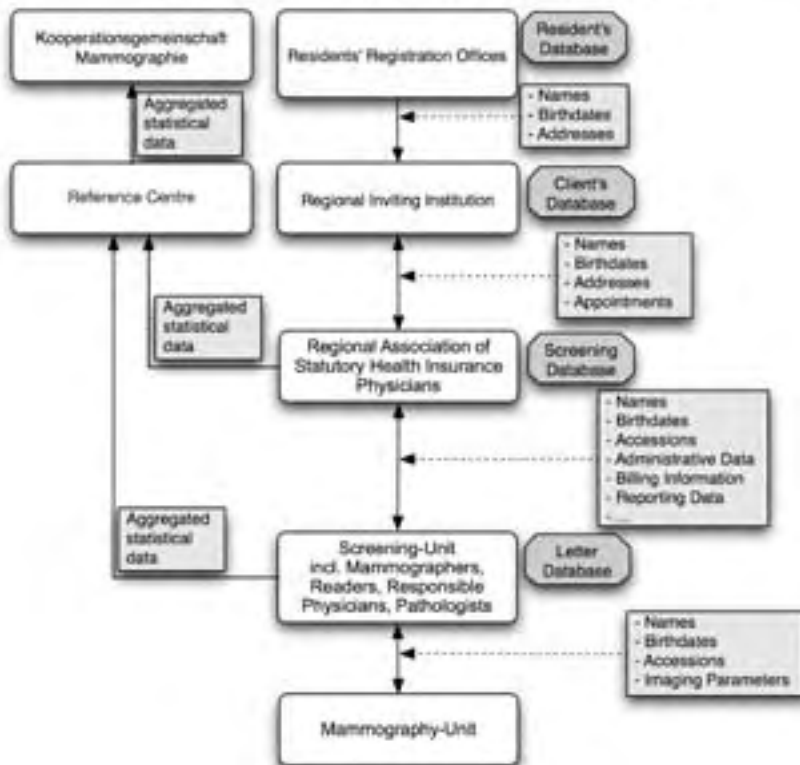 Kooperationsgemeinschaft
Mammographie
Residents' Registration Offices
Resident's
Database
Aggregated
statistical
data
- Names
- Birthdates
- Addresses
Reference Centre
Regional Inviting Institution
Client's
Database
- Names
- Birthdates
- Addresses
- Appointments
Aggregated
statistical
data
Regional Association of
Statutory Health Insurance
Physicians
Screening
Database
- Names
- Birthdates
- Accessions
- Administrative Data
- Billing Information
- Reporting Data
- ....
Aggregated
statistical
data
Screening-Unit
incl. Mammographers,
Readers, Responsible
Physicians, Pathologists
Letter
Database
- Names
- Birthdates
- Accessions
- Imaging Parameters
Mammography-Unit